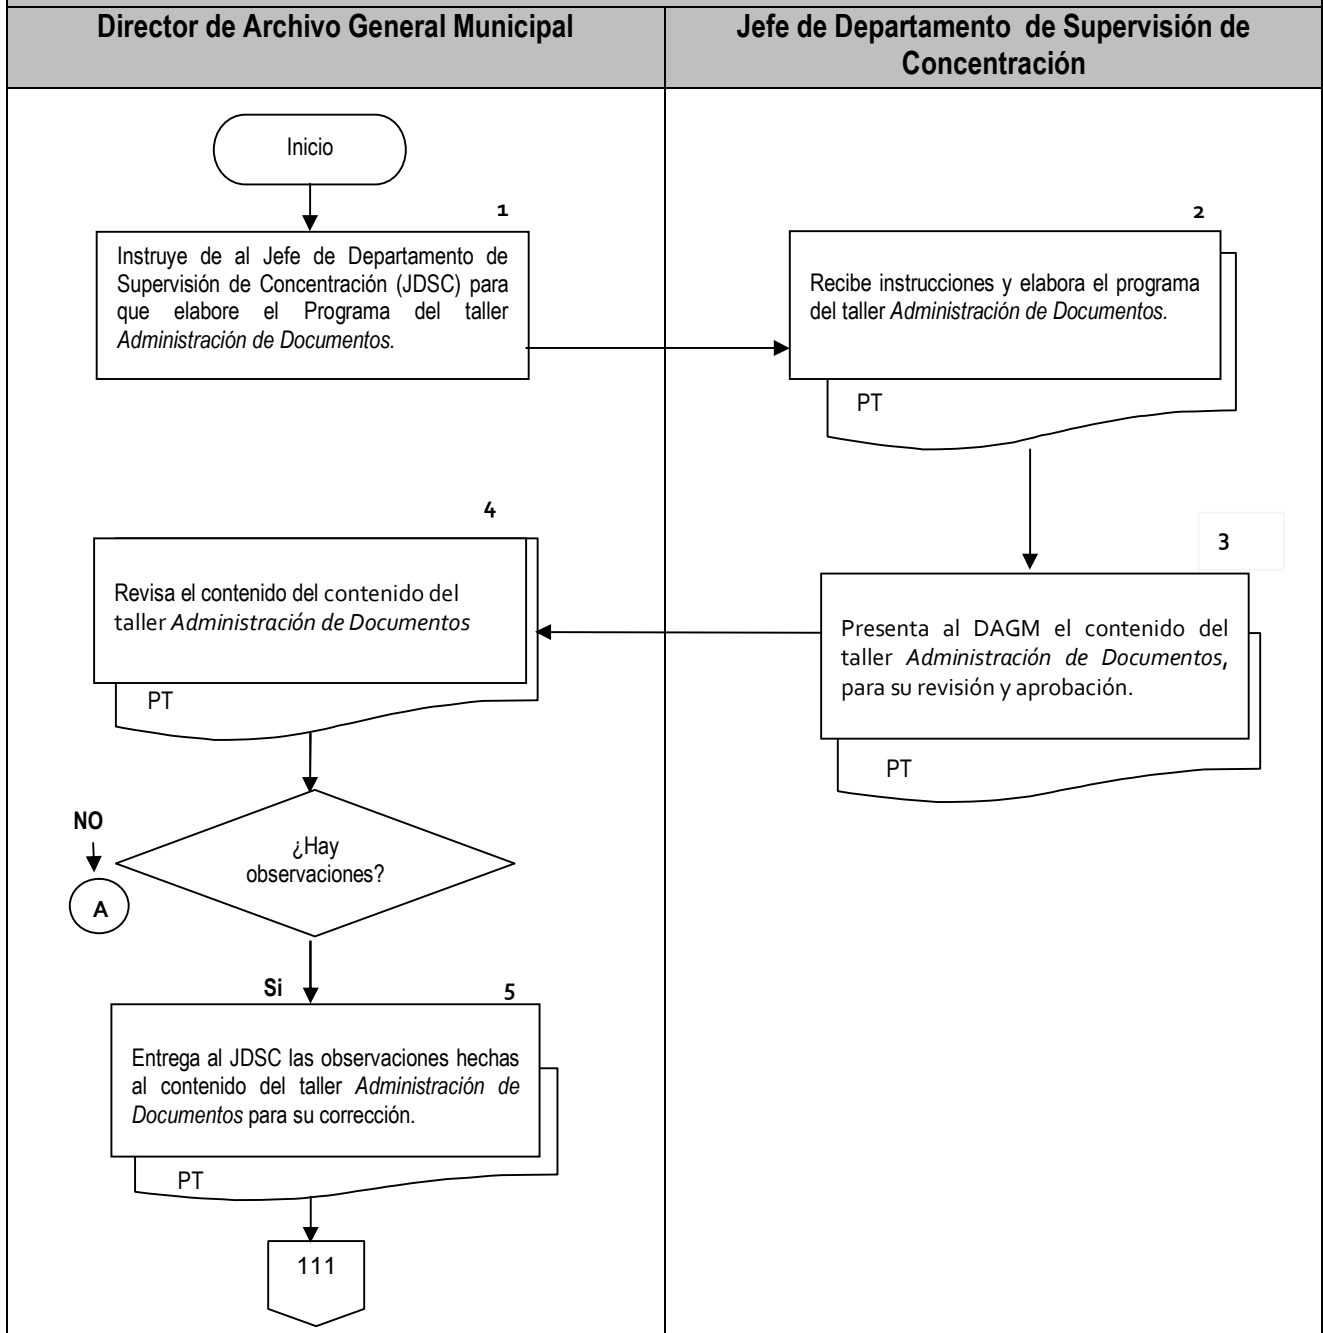 Director de Archivo General Municipal
Jefe de Departamento de Supervisión de
Concentración
Inicio
1
Instruye de al Jefe de Departamento de
Supervisión de Concentración (JDSC) para
que elabore el Programa del taller
Administración de Documentos.
2
Recibe instrucciones y elabora el programa
del taller Administración de Documentos.
PT
3
Presenta al DAGM el contenido del
taller Administración de Documentos,
para su revisión y aprobación.
PT
4
Revisa el contenido del contenido del
taller Administración de Documentos
PT
¿Hay
observaciones?
NO
A
Si
5
Entrega al JDSC las observaciones hechas
al contenido del taller Administración de
Documentos para su corrección.
PT
111